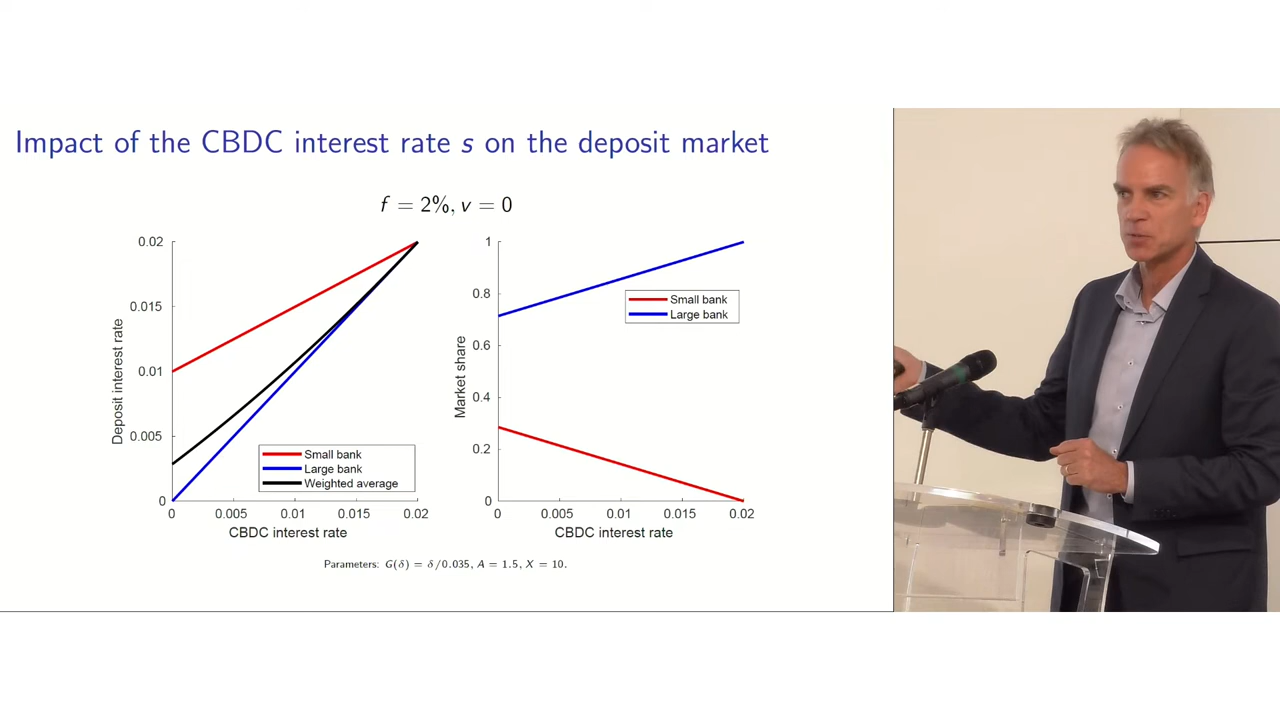 Impact of the CBDC interest rate s on the deposit market
f = 2%, v = 0
Deposit interest rate
0.02
0.015
0.01
0.005
0
0
0.005
0.01
0.015
0.02
CBDC interest rate
Small bank
Large bank
Weighted average
Market share
1
0.8
0.6
0.4
0.2
0
0
0.005
0.01
0.015
0.02
CBDC interest rate
Small bank
Large bank
Parameters: G(δ) = δ/0.035, A = 1.5, X = 10.